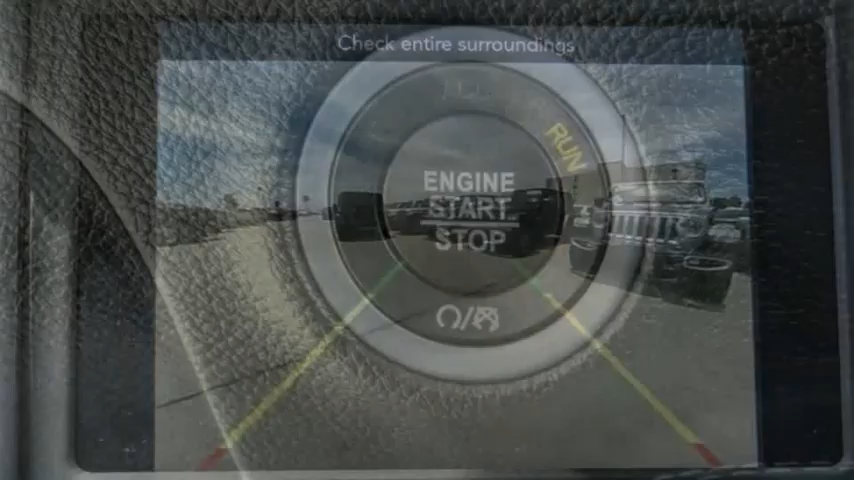 Check entire surroundings
RUN
ENGINE
START
STOP